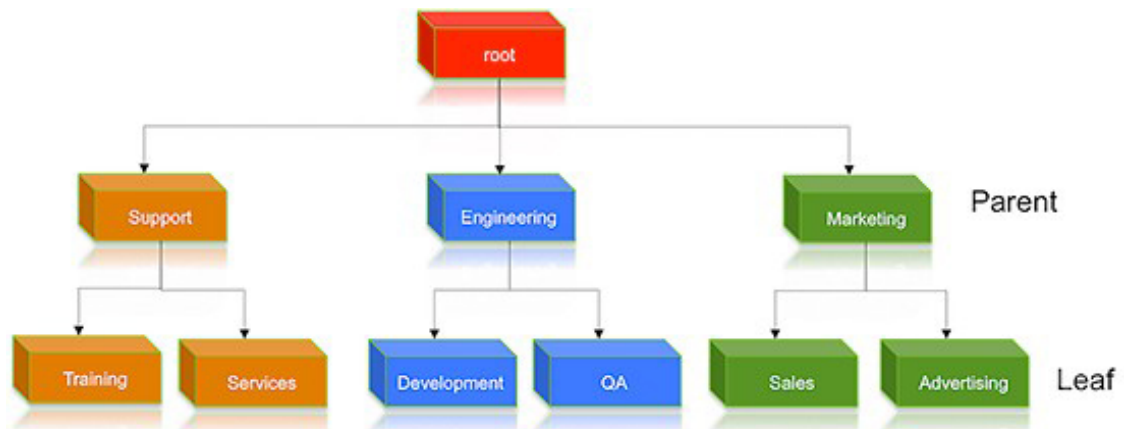 root
Support
Engineering
Marketing
Parent
Training
Services
Development
QA
Sales
Advertising
Leaf